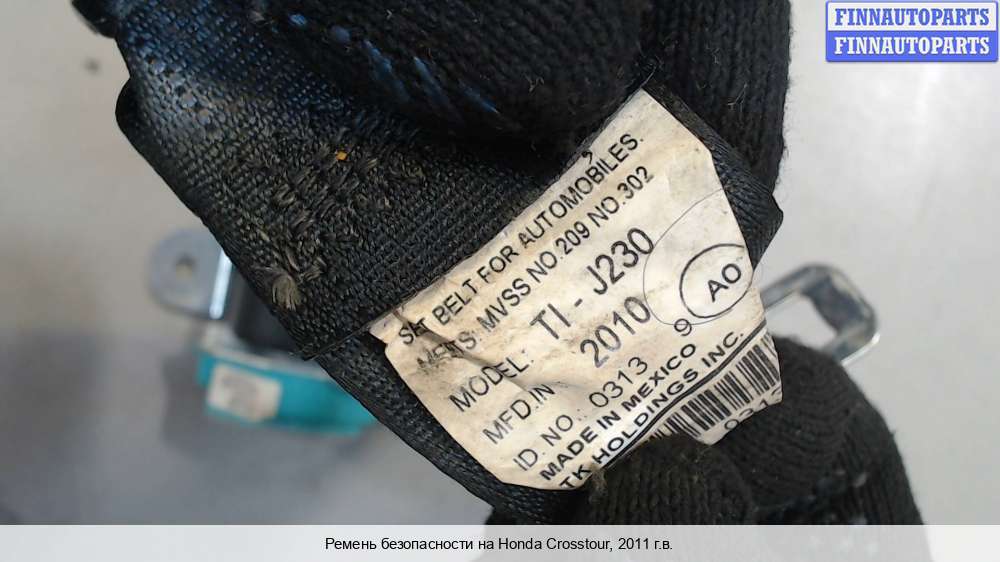 FINNAUTOPARTS
FINNAUTOPARTS
BELT FOR AUTOMOBILES.
MVSS NO.209 NO.302
MODEL: TI - J230
MFD.IN 2010
AO
ID. NO. 0313 9
MADE IN MEXICO
TK HOLDINGS INC.
Ремень безопасности на Honda Crosstour, 2011 г.в.